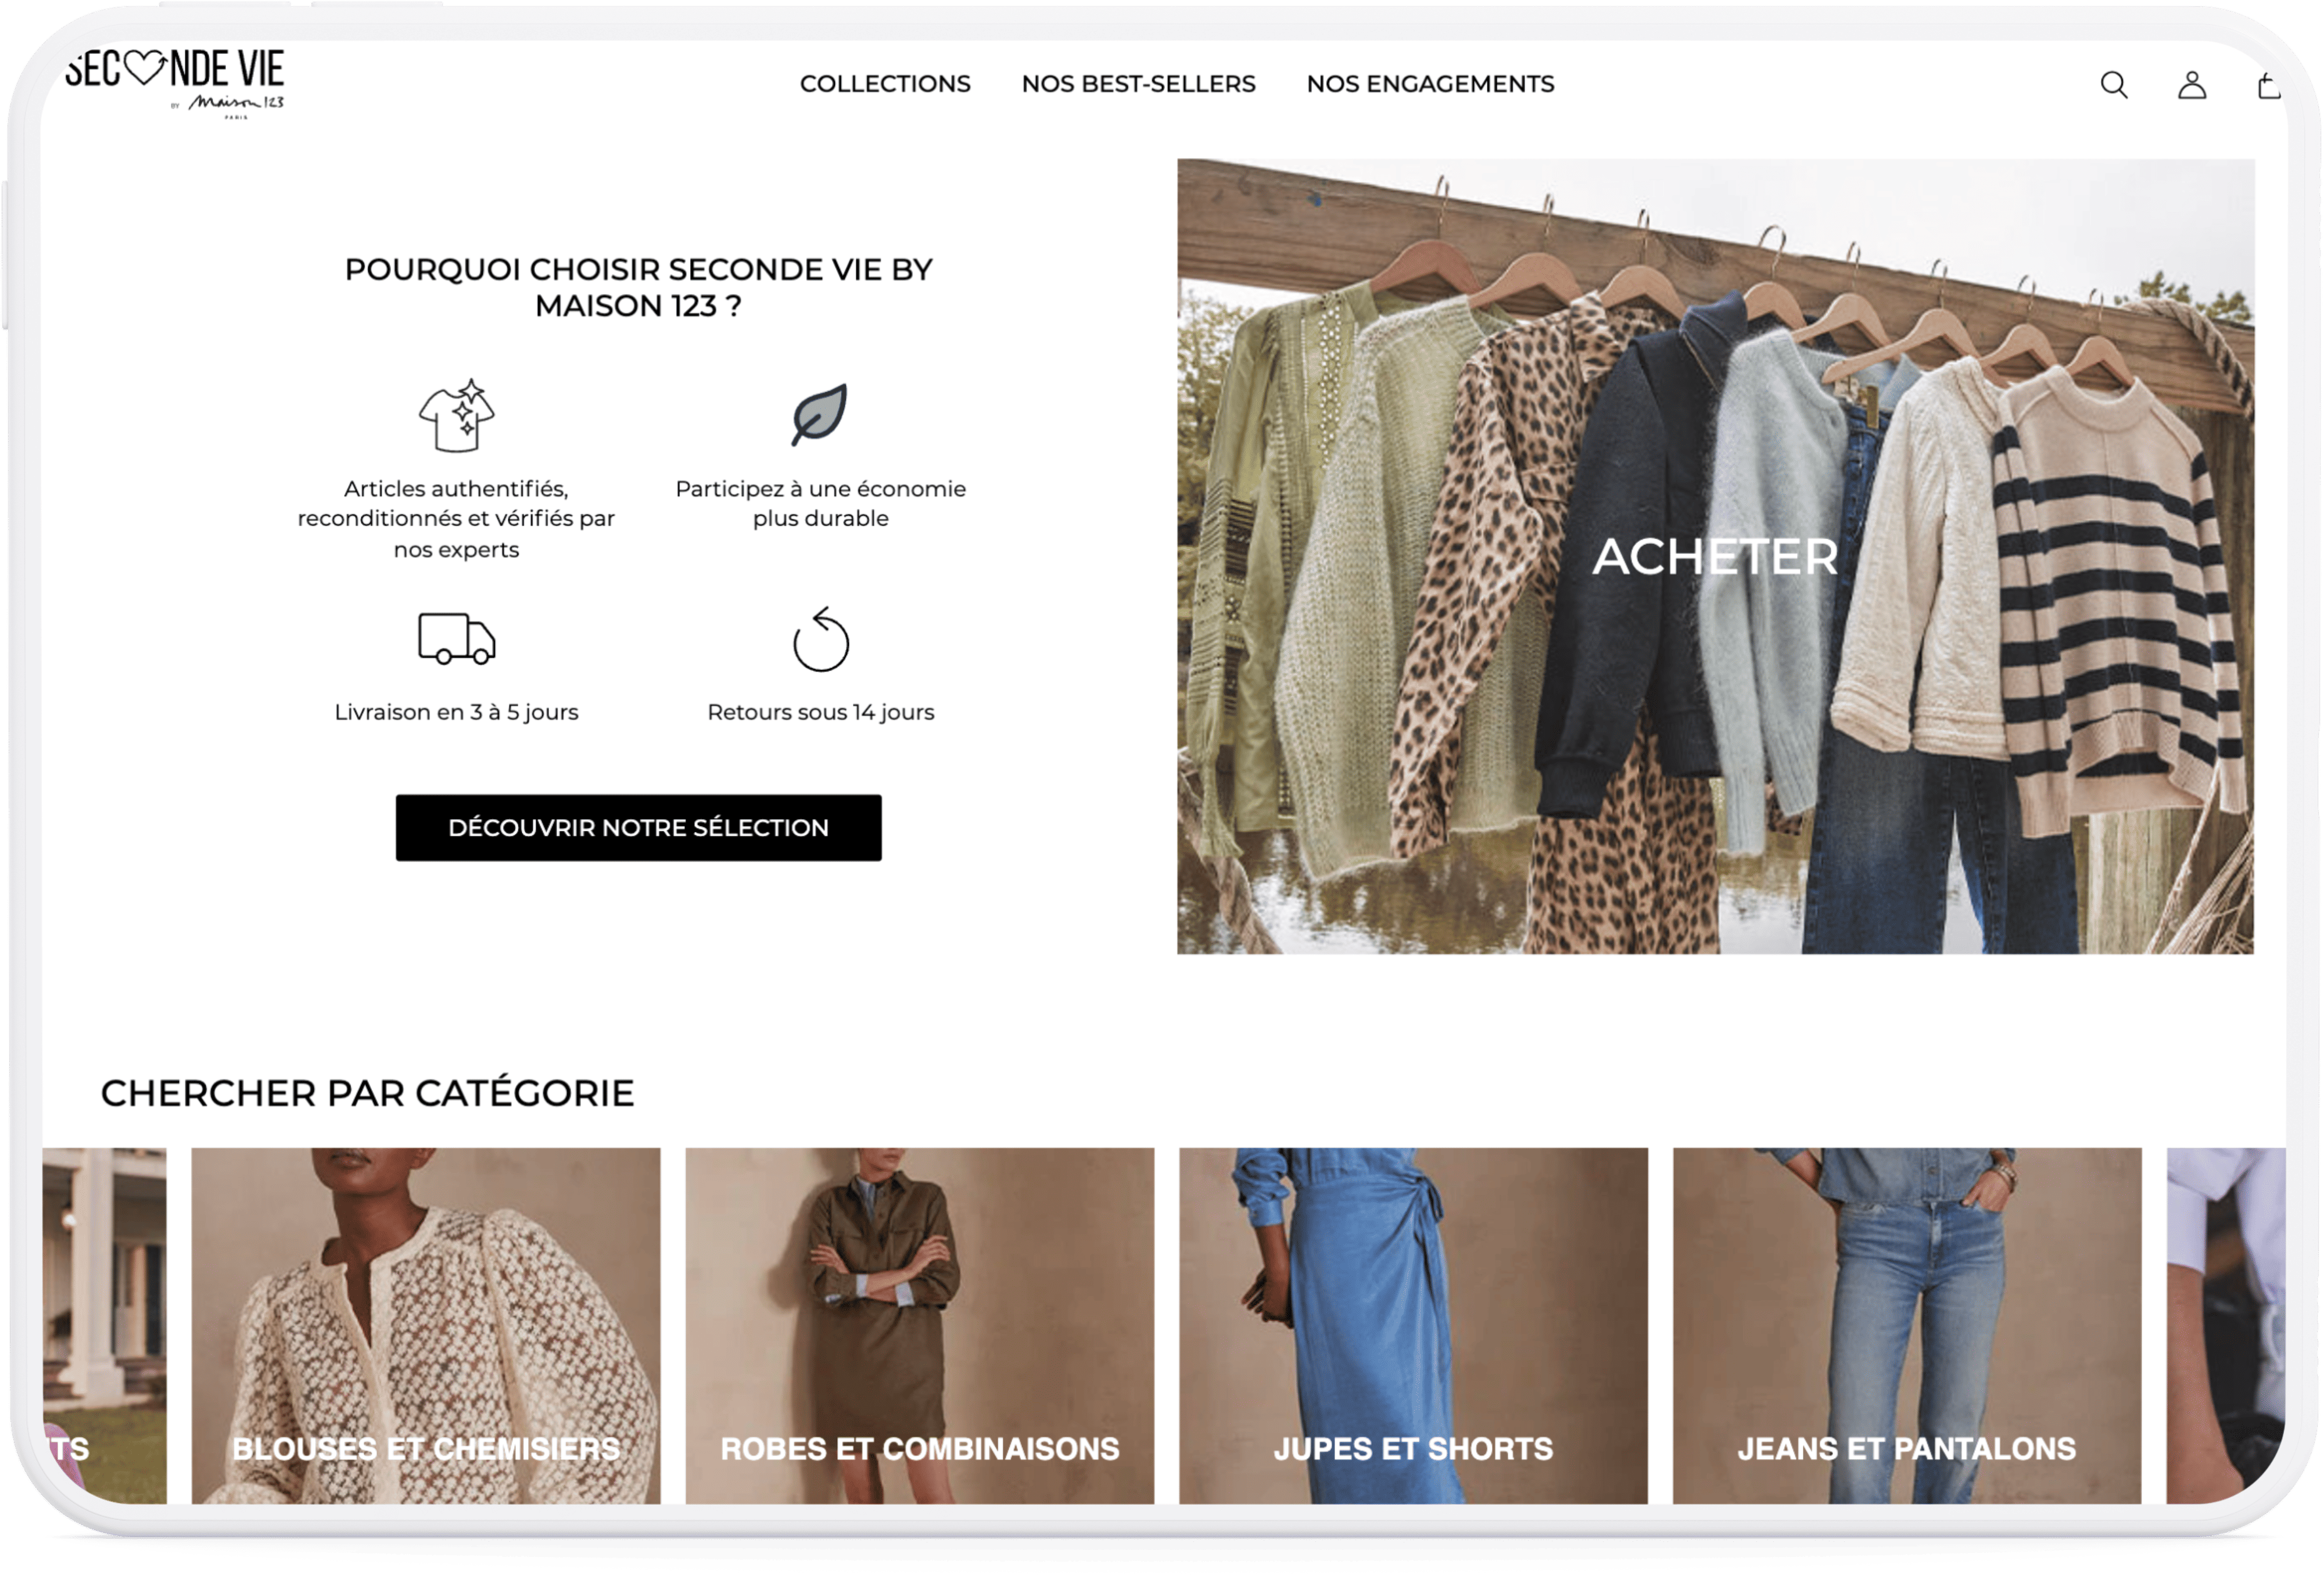 SEC♡NDE VIE
BY Maison 123
PARIS
COLLECTIONS
NOS BEST-SELLERS
NOS ENGAGEMENTS
POURQUOI CHOISIR SECONDE VIE BY
MAISON 123 ?
Articles authentifiés,
reconditionnés et vérifiés par
nos experts
Participez à une économie
plus durable
Livraison en 3 à 5 jours
Retours sous 14 jours
DÉCOUVRIR NOTRE SÉLECTION
ACHETER
CHERCHER PAR CATÉGORIE
BLOUSES ET CHEMISIERS
ROBES ET COMBINAISONS
JUPES ET SHORTS
JEANS ET PANTALONS